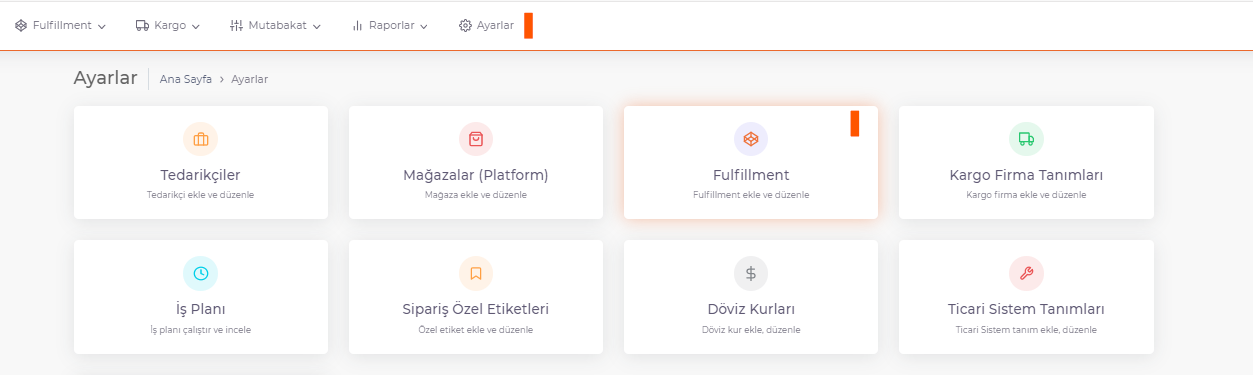 Fulfillment Kargo Mutabakat Raporlar Ayarlar
Ayarlar Ana Sayfa › Ayarlar
Tedarikçiler
Tedarikçi ekle ve düzenle
Mağazalar (Platform)
Mağaza ekle ve düzenle
Fulfillment
Fulfillment ekle ve düzenle
Kargo Firma Tanımları
Kargo firma ekle ve düzenle
İş Planı
İş planı çalıştır ve incele
Sipariş Özel Etiketleri
Özel etiket ekle ve düzenle
Döviz Kurları
Döviz kur ekle, düzenle
Ticari Sistem Tanımları
Ticari Sistem tanım ekle, düzenle